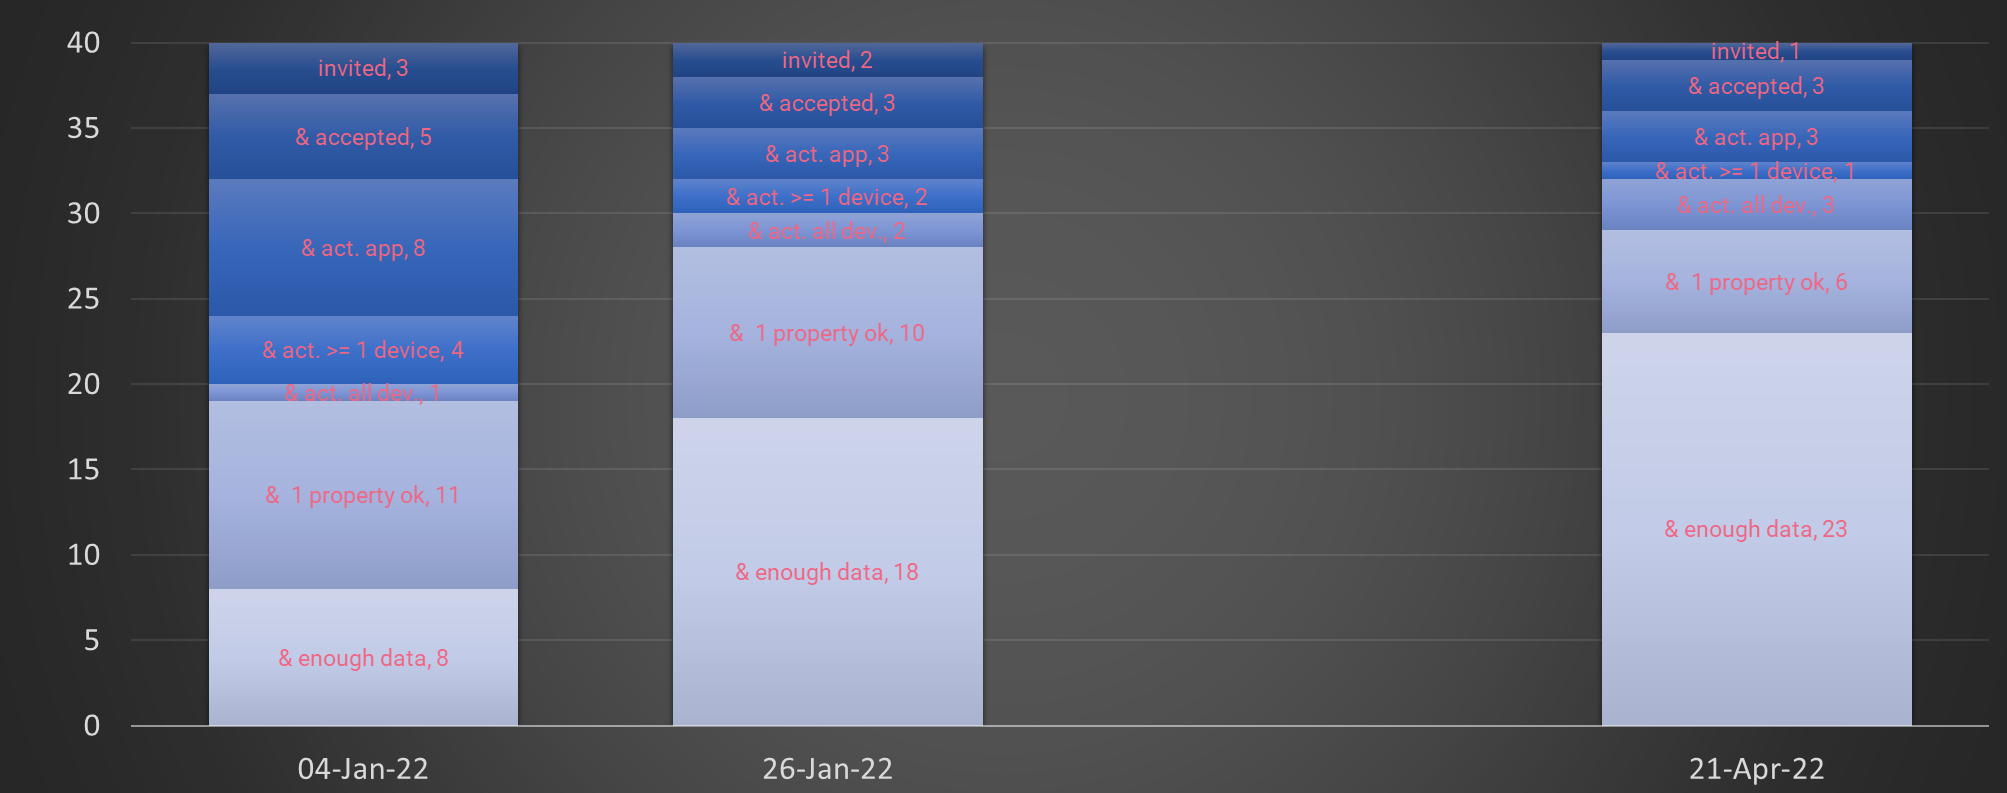 40
35
30
25
20
15
10
5
0
invited, 3
& accepted, 5
& act. app, 8
& act. >= 1 device, 4
& act. all dev., 1
&  1 property ok, 11
& enough data, 8
invited, 2
& accepted, 3
& act. app, 3
& act. >= 1 device, 2
& act. all dev., 2
&  1 property ok, 10
& enough data, 18
invited, 1
& accepted, 3
& act. app, 3
& act. >= 1 device, 1
& act. all dev., 3
&  1 property ok, 6
& enough data, 23
04-Jan-22
26-Jan-22
21-Apr-22